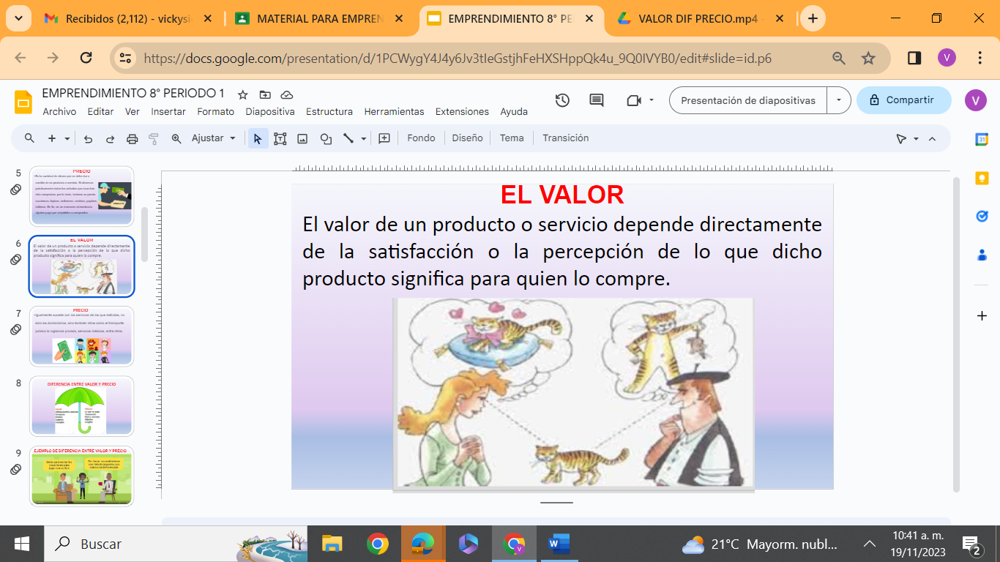 Recibidos (2,112) - vickysi
MATERIAL PARA EMPREN
EMPRENDIMIENTO 8° PE
VALOR DIF PRECIO.mp4 -
https://docs.google.com/presentation/d/1PCWygY4J4y6Jv3tIeGstjhFeHXSHppQk4u_9Q0IVYB0/edit#slide=id.p6
V
EMPRENDIMIENTO 8° PERIODO 1
Archivo Editar Ver Insertar Formato Diapositiva Estructura Herramientas Extensiones Ayuda
Presentación de diapositivas
Compartir
V
Ajustar
Fondo Diseño Tema Transición
31
5
PRECIO
6
EL VALOR
El valor de un producto o servicio depende directamente
de la satisfacción o la percepción de lo que dicho
producto significa para quien lo compre.
7
PRECIO
8
DIFERENCIA ENTRE VALOR Y PRECIO
9
EJEMPLO DE DIFERENCIA ENTRE VALOR Y PRECIO
EL VALOR
El valor de un producto o servicio depende directamente
de la satisfacción o la percepción de lo que dicho
producto significa para quien lo compre.
Buscar
V
W
21°C Mayorm. nubl...
10:41 a. m.
19/11/2023
2